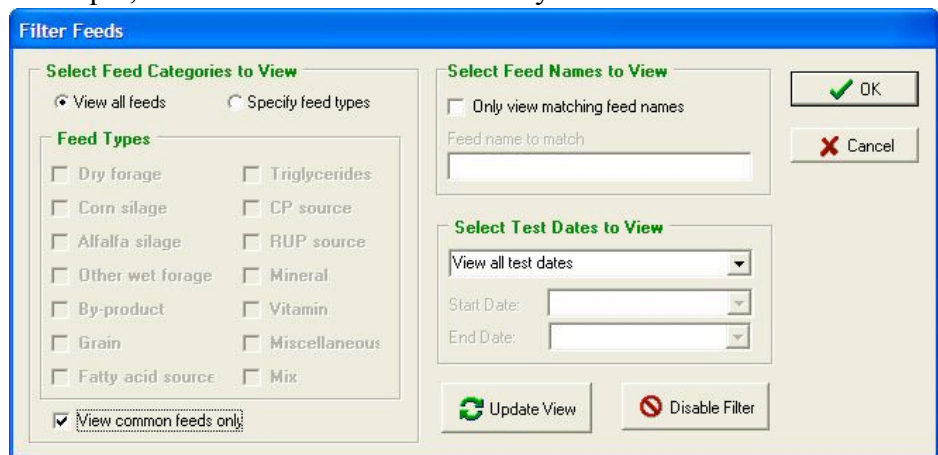 Filter Feeds
Select Feed Categories to View
View all feeds
Specify feed types
Feed Types
Dry forage
Triglycerides
Corn silage
CP source
Alfalfa silage
RUP source
Other wet forage
Mineral
By-product
Vitamin
Grain
Miscellaneous
Fatty acid source
Mix
View common feeds only
Select Feed Names to View
Only view matching feed names
Feed name to match
Select Test Dates to View
View all test dates
Start Date:
End Date:
Update View
Disable Filter
OK
Cancel